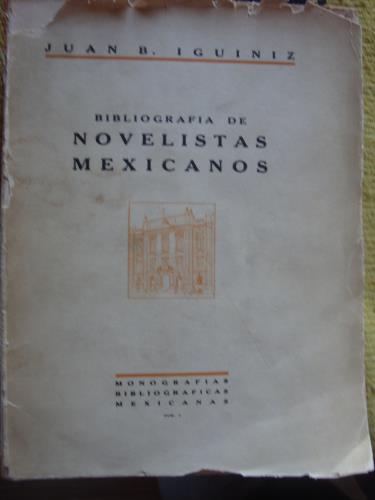 JUAN B. IGUINIZ
BIBLIOGRAFIA DE
NOVELISTAS
MEXICANOS
MONOGRAFIAS
BIBLIOGRAFICAS
MEXICANAS